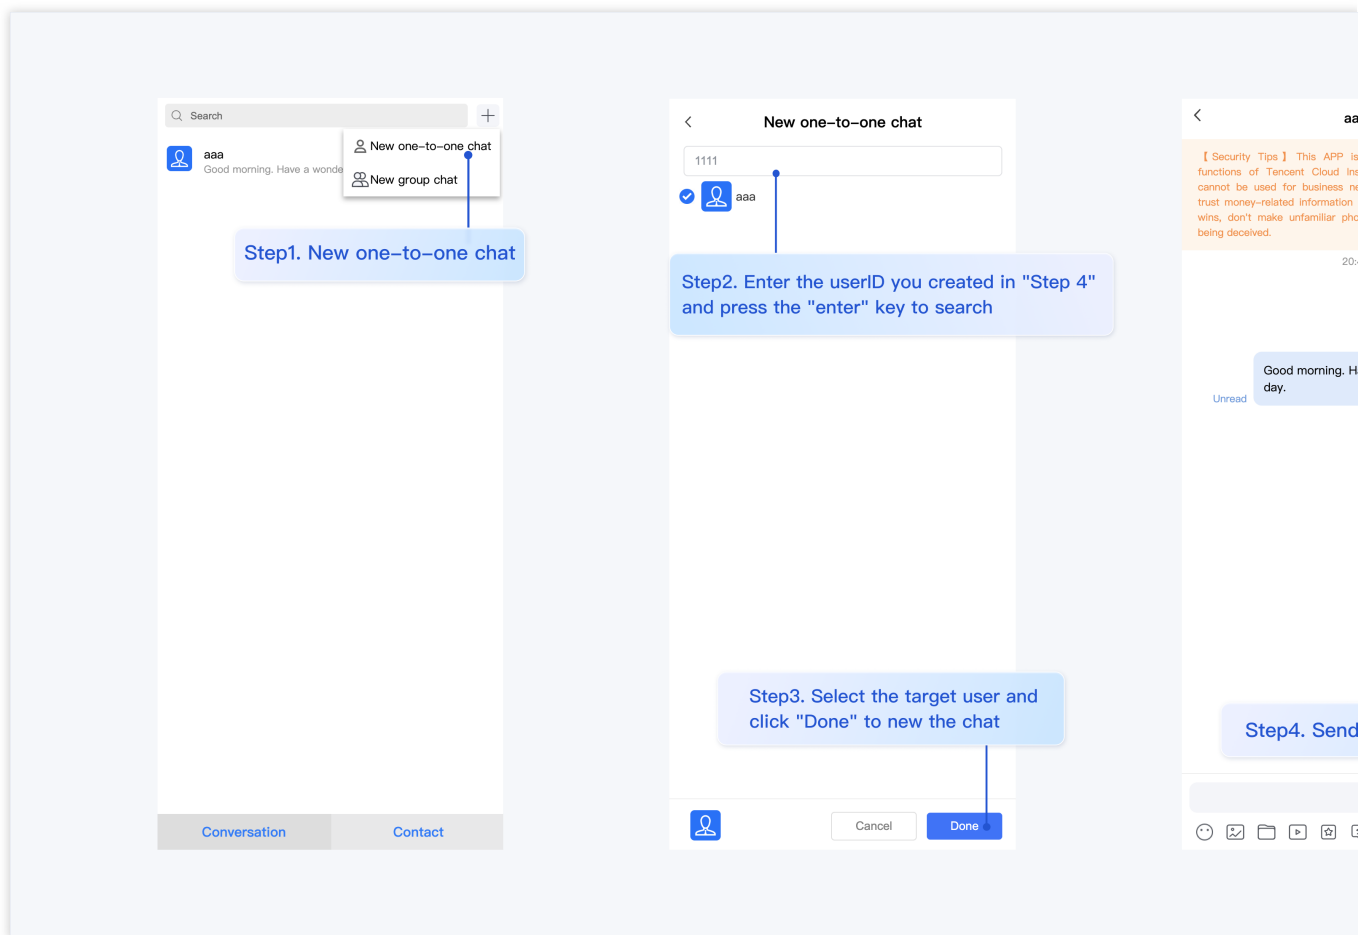 Search
aaa
Good morning. Have a wonde
New one-to-one chat
New group chat
Step1. New one-to-one chat
Conversation
Contact
New one-to-one chat
1111
aaa
Step2. Enter the userID you created in "Step 4"
and press the "enter" key to search
Step3. Select the target user and
click "Done" to new the chat
Cancel
Done
【 Security Tips 】 This APP is
functions of Tencent Cloud
cannot be used for business
trust money-related information
wins, don't make unfamiliar
being deceived.
20:
Good morning.
day.
Unread
Step4. Send